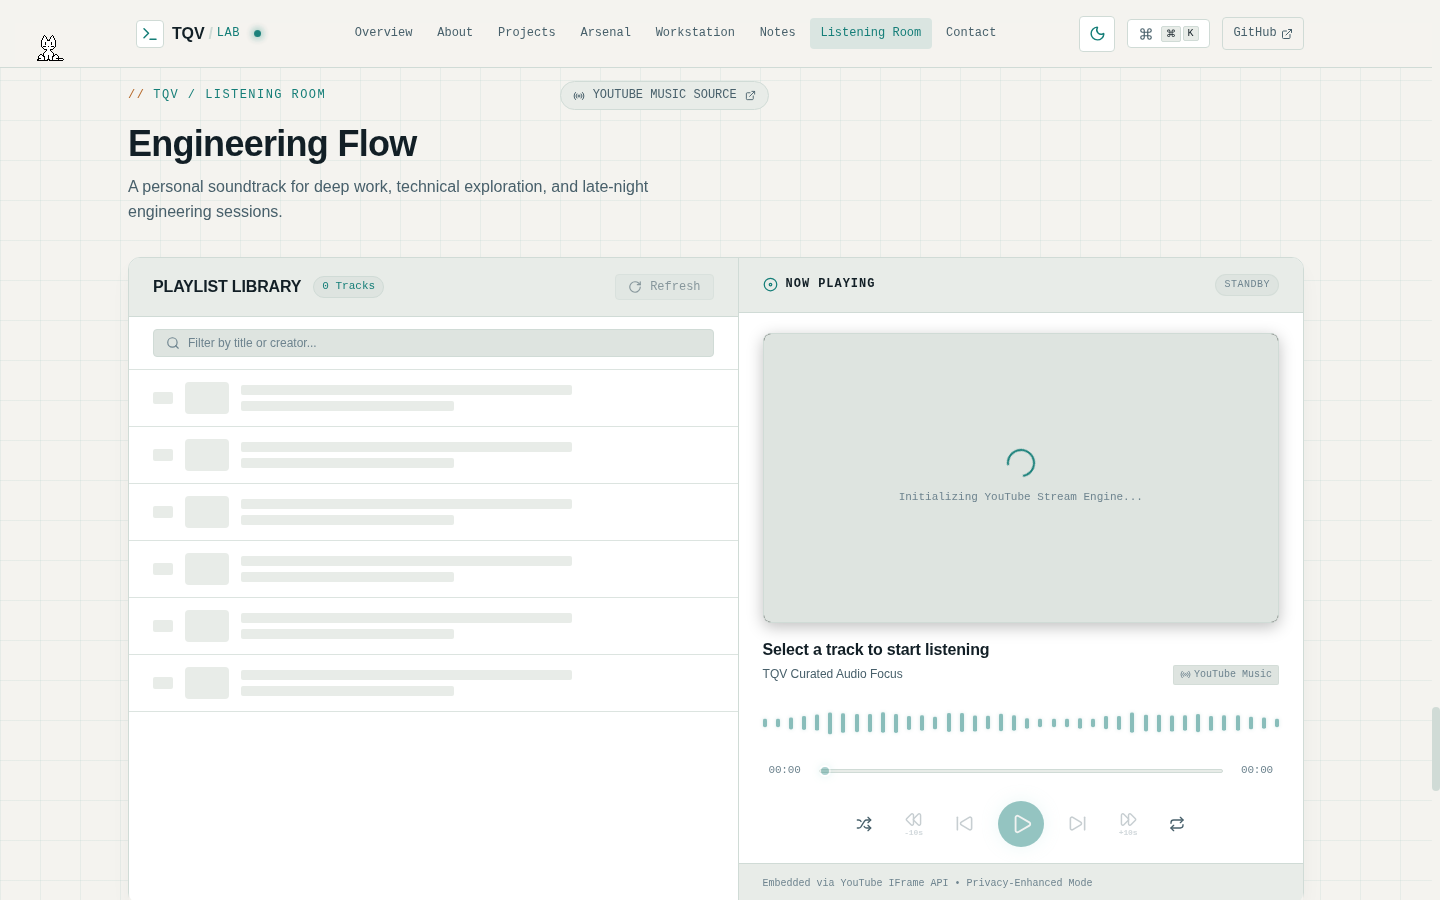 TQV / LAB
Overview
About
Projects
Arsenal
Workstation
Notes
Listening Room
Contact
⌘ ⌘ K
GitHub
// TQV / LISTENING ROOM
YOUTUBE MUSIC SOURCE
Engineering Flow
A personal soundtrack for deep work, technical exploration, and late-night
engineering sessions.
PLAYLIST LIBRARY
0 Tracks
Refresh
Filter by title or creator...
NOW PLAYING
STANDBY
Initializing YouTube Stream Engine...
Select a track to start listening
TQV Curated Audio Focus
YouTube Music
00:00
00:00
-10s
+10s
Embedded via YouTube IFrame API • Privacy-Enhanced Mode